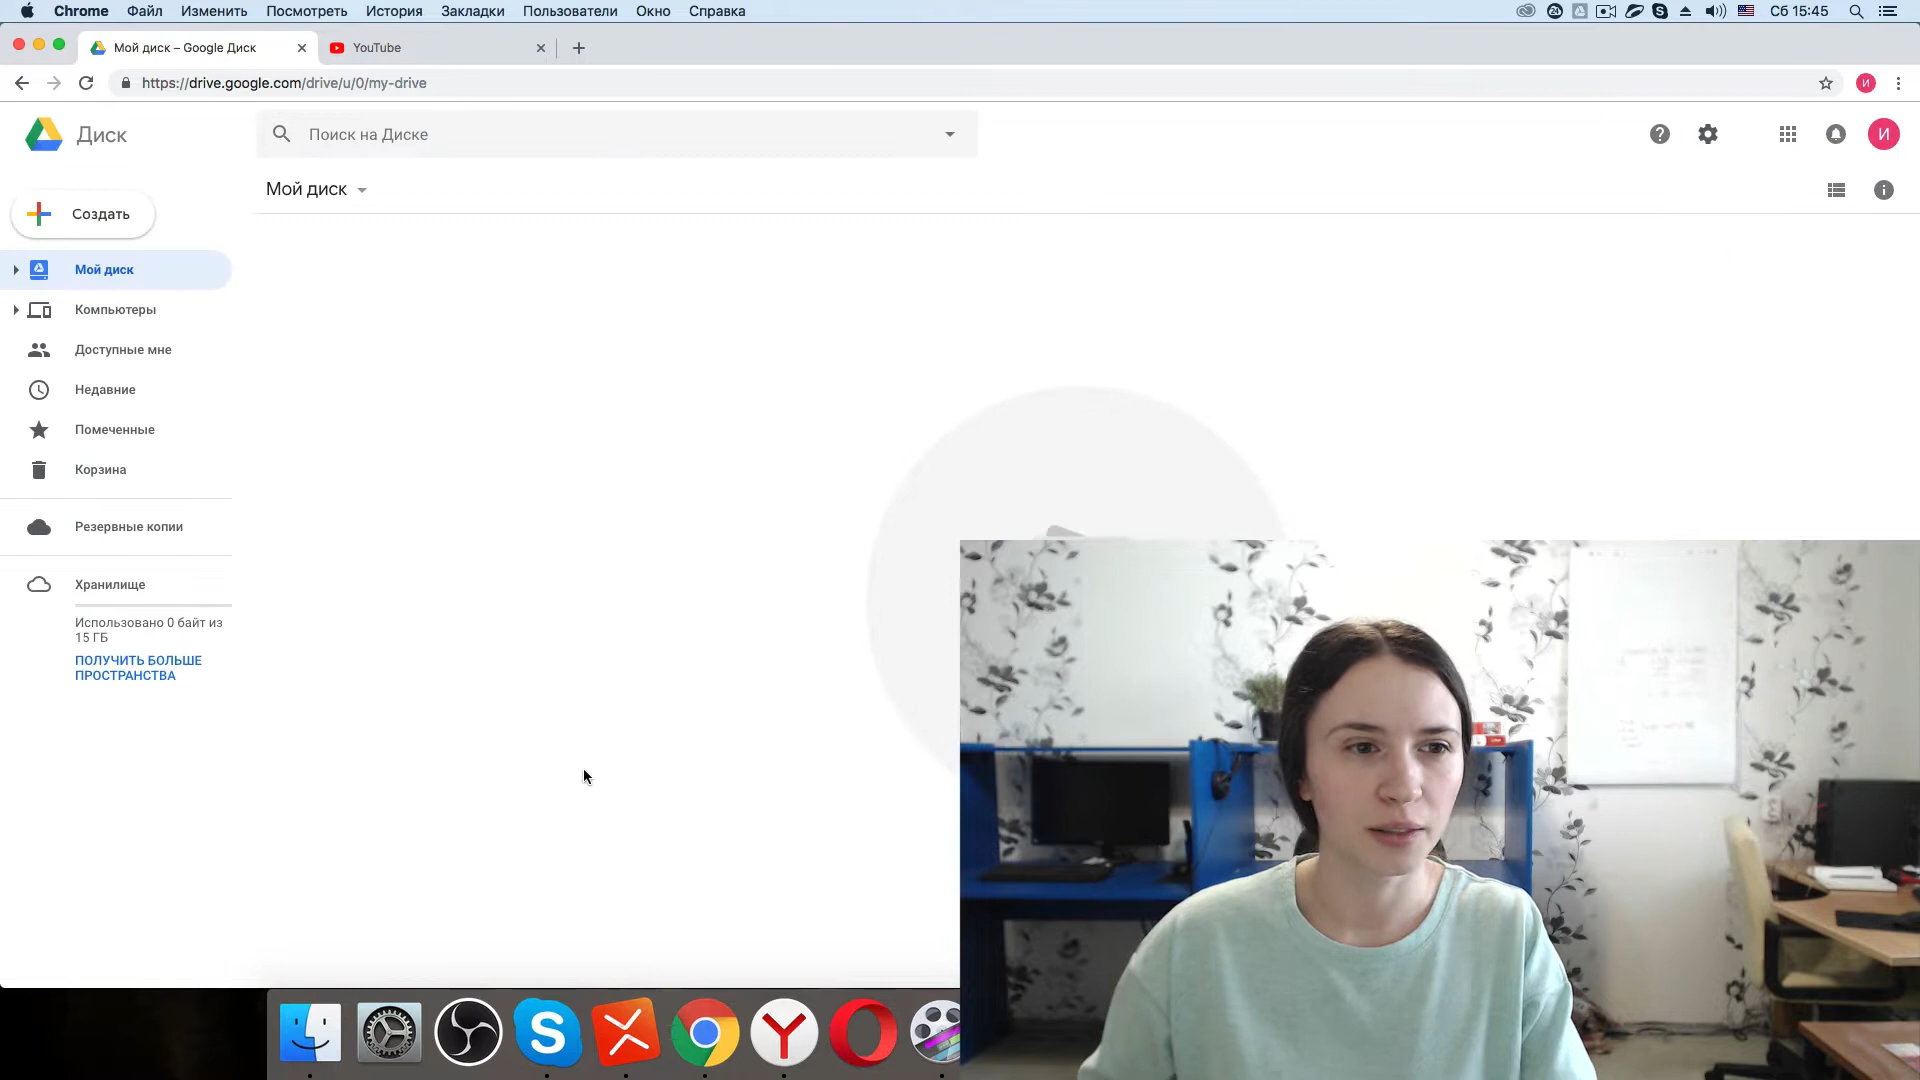 Chrome Файл Изменить Посмотреть История Закладки Пользователи Окно Справка
24 Сб 15:45
Мой диск – Google Диск
YouTube
https://drive.google.com/drive/u/0/my-drive
И
Диск
Поиск на Диске
И
Мой диск
Создать
Мой диск
Компьютеры
Доступные мне
Недавние
Помеченные
Корзина
Резервные копии
Хранилище
Использовано 0 байт из
15 ГБ
ПОЛУЧИТЬ БОЛЬШЕ
ПРОСТРАНСТВА